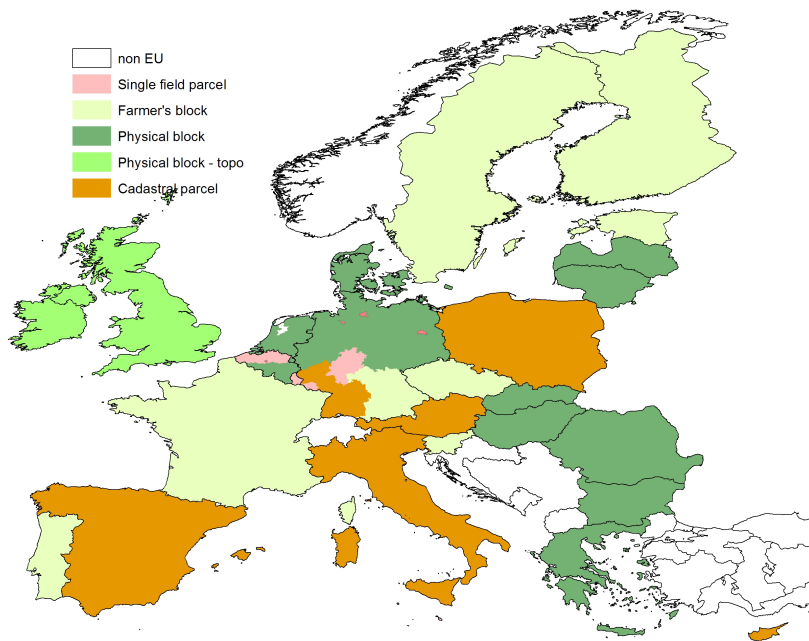 non EU
Single field parcel
Farmer's block
Physical block
Physical block - topo
Cadastral parcel